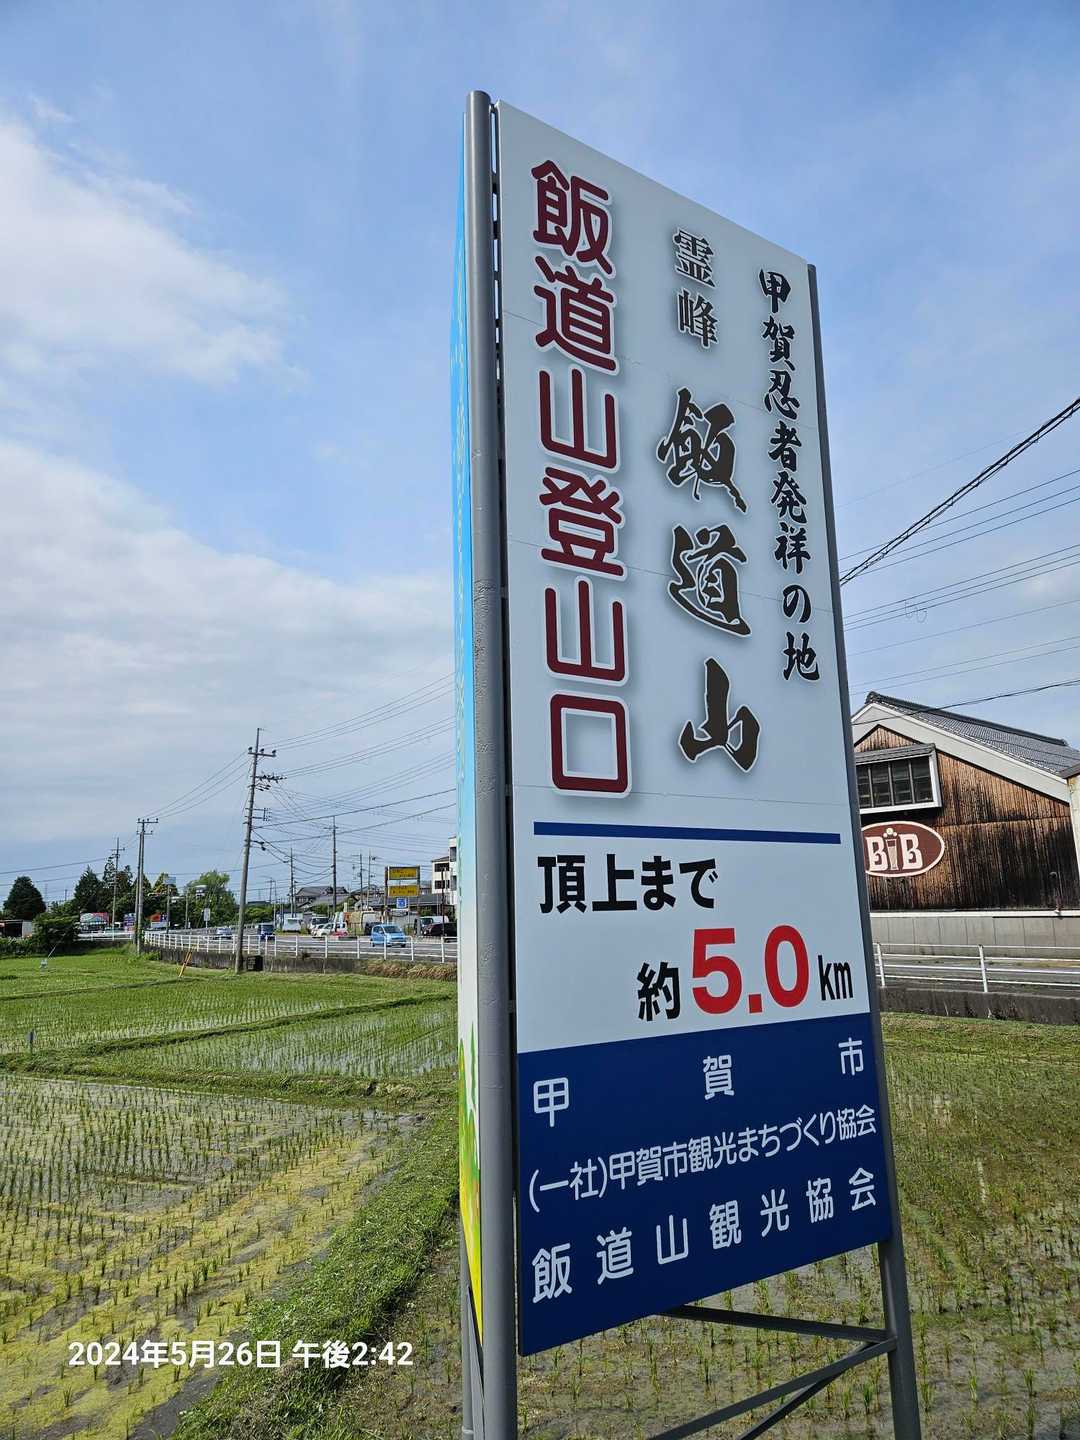 甲賀忍者発祥の地
霊峰 飯道山
飯道山登山口
頂上まで
約5.0km
甲賀市
(一社)甲賀市観光まちづくり協会
飯道山観光協会
BIB
2024年5月26日 午後2:42